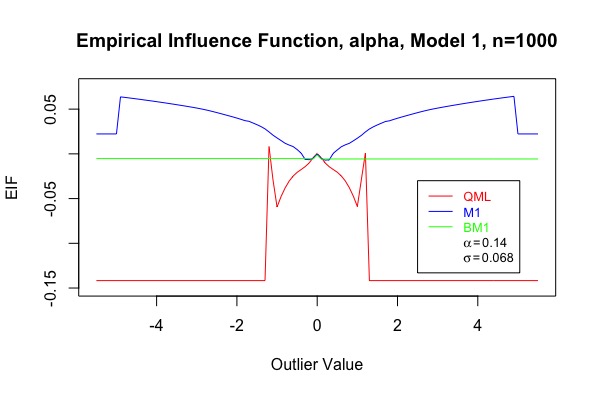 Empirical Influence Function, alpha, Model 1, n=1000
EIF
0.05
-0.05
-0.15
QML
M1
BM1
α = 0.14
σ = 0.068
-4 -2 0 2 4
Outlier Value